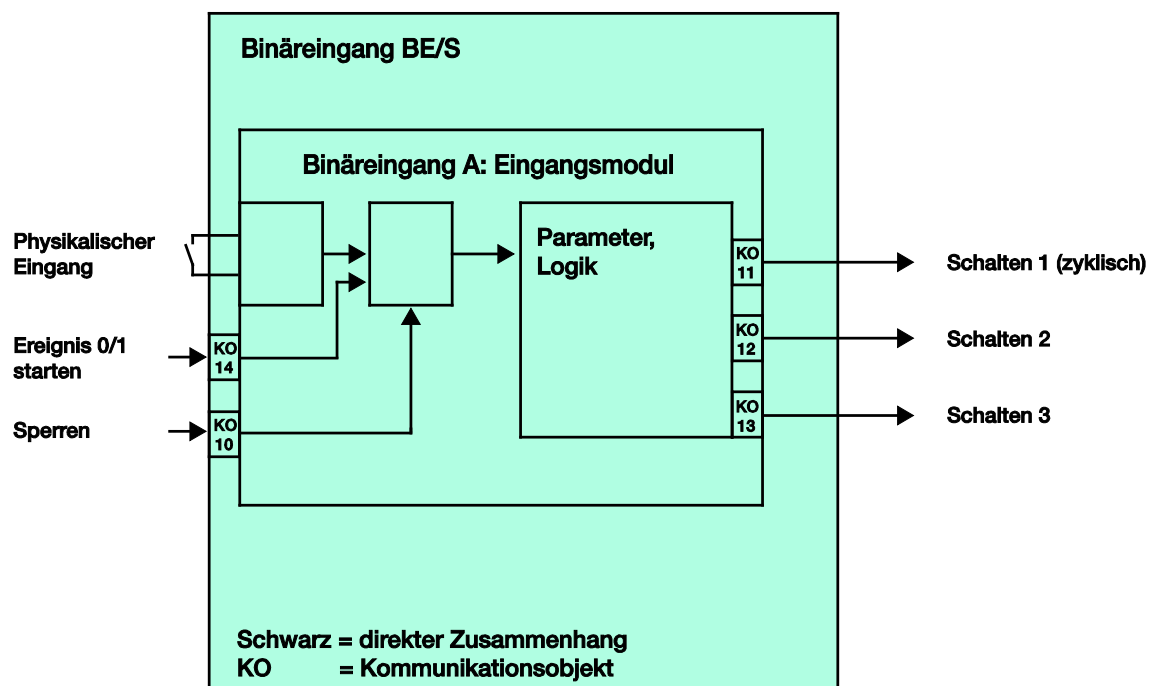 Binäreingang BE/S
Binäreingang A: Eingangsmodul
Physikalischer
Eingang
Parameter,
Logik
KO
11
Schalten 1 (zyklisch)
Ereignis 0/1
starten
KO
14
KO
12
Schalten 2
Sperren
KO
10
KO
13
Schalten 3
Schwarz = direkter Zusammenhang
KO = Kommunikationsobjekt